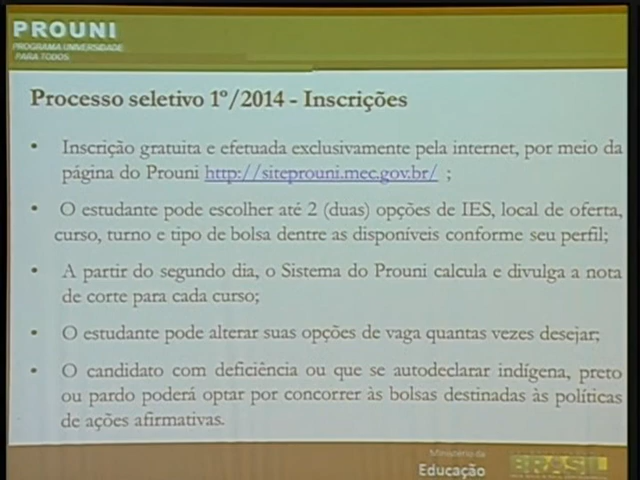 PROUNI
PROGRAMA UNIVERSIDADE
PARA TODOS
Processo seletivo 1º/2014 - Inscrições
• Inscrição gratuita e efetuada exclusivamente pela internet, por meio da
página do Prouni http://siteprouni.mec.gov.br/ ;
• O estudante pode escolher até 2 (duas) opções de IES, local de oferta,
curso, turno e tipo de bolsa dentre as disponíveis conforme seu perfil;
• A partir do segundo dia, o Sistema do Prouni calcula e divulga a nota
de corte para cada curso;
• O estudante pode alterar suas opções de vaga quantas vezes desejar;
• O candidato com deficiência ou que se autodeclarar indígena, preto
ou pardo poderá optar por concorrer às bolsas destinadas às políticas
de ações afirmativas.
Ministério da
Educação
BRASIL